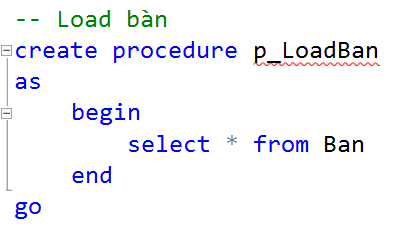 -- Load bàn
create procedure p_LoadBan
as
begin
select * from Ban
end
go